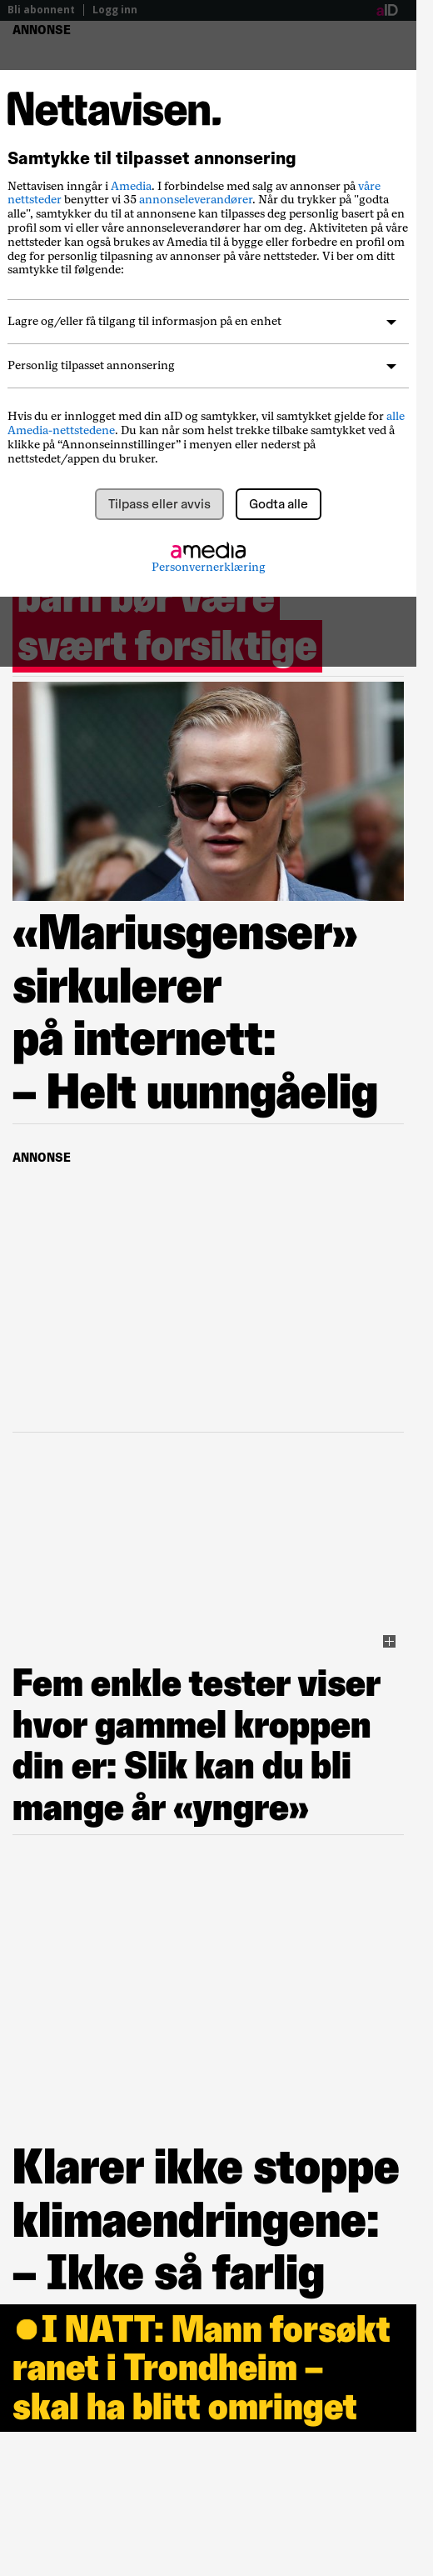 Bli abonnent
Logg inn
aID
ANNONSE
Nettavisen.
Samtykke til tilpasset annonsering
Nettavisen inngår i Amedia. I forbindelse med salg av annonser på våre
nettsteder benytter vi 35 annonseleverandører. Når du trykker på "godta
alle", samtykker du til at annonsene kan tilpasses deg personlig basert på en
profil som vi eller våre annonseleverandører har om deg. Aktiviteten på våre
nettsteder kan også brukes av Amedia til å bygge eller forbedre en profil om
deg for personlig tilpasning av annonser på våre nettsteder. Vi ber om ditt
samtykke til følgende:
Lagre og/eller få tilgang til informasjon på en enhet
Personlig tilpasset annonsering
Hvis du er innlogget med din aID og samtykker, vil samtykket gjelde for alle
Amedia-nettstedene. Du kan når som helst trekke tilbake samtykket ved å
klikke på “Annonseinnstillinger” i menyen eller nederst på
nettstedet/appen du bruker.
Tilpass eller avvis
Godta alle
amedia
Personvernerklæring
barn bør være
svært forsiktige
«Mariusgenser»
sirkulerer
på internett:
– Helt uunngåelig
ANNONSE
Fem enkle tester viser
hvor gammel kroppen
din er: Slik kan du bli
mange år «yngre»
Klarer ikke stoppe
klimaendringene:
– Ikke så farlig
I NATT: Mann forsøkt
ranet i Trondheim –
skal ha blitt omringet